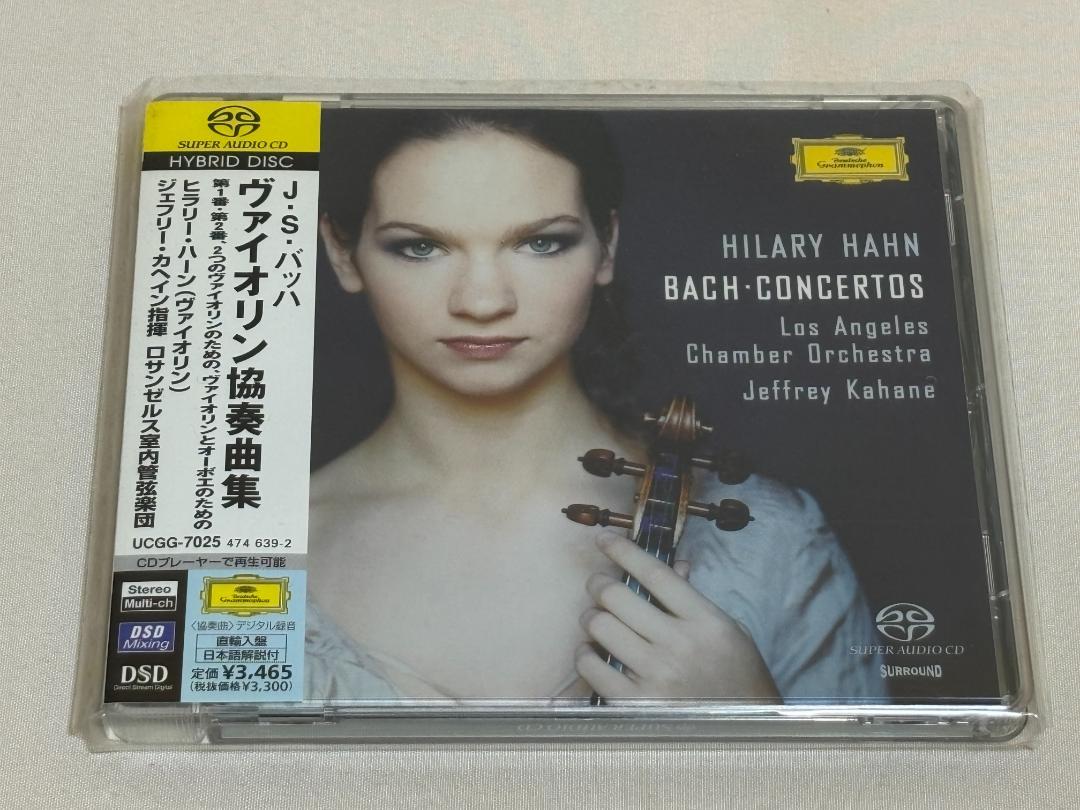 SUPER AUDIO CD
HYBRID DISC
J・S・バッハ
ヴァイオリン協奏曲集
第1番・第2番、2つのヴァイオリンのための、ヴァイオリンとオーボエのための
ヒラリー・ハーン(ヴァイオリン)
ジェフリー・カヘイン指揮 ロサンゼルス室内管弦楽団
UCGG-7025 474 639-2
CDプレーヤーで再生可能
Stereo
Multi-ch
DSD
Mixing
DSD
Direct Stream Digital
Deutsche
Grammophon
〈協奏曲〉デジタル録音
直輸入盤
日本語解説付
定価 ¥3,465
(税抜価格¥3,300)
Deutsche
Grammophon
HILARY HAHN
BACH・CONCERTOS
Los Angeles
Chamber Orchestra
Jeffrey Kahane
SUPER AUDIO CD
SURROUND
SUPER AUDIO CD